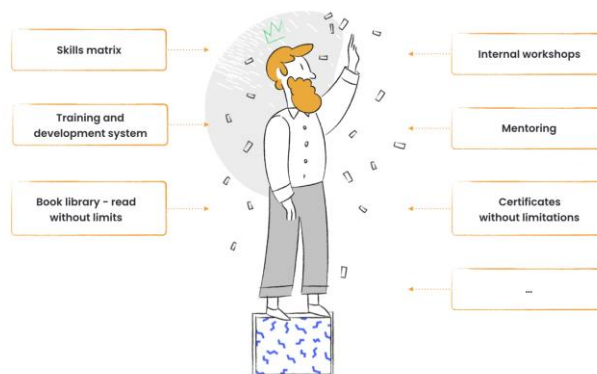 Skills matrix
Training and
development system
Book library - read
without limits
Internal workshops
Mentoring
Certificates
without limitations
...